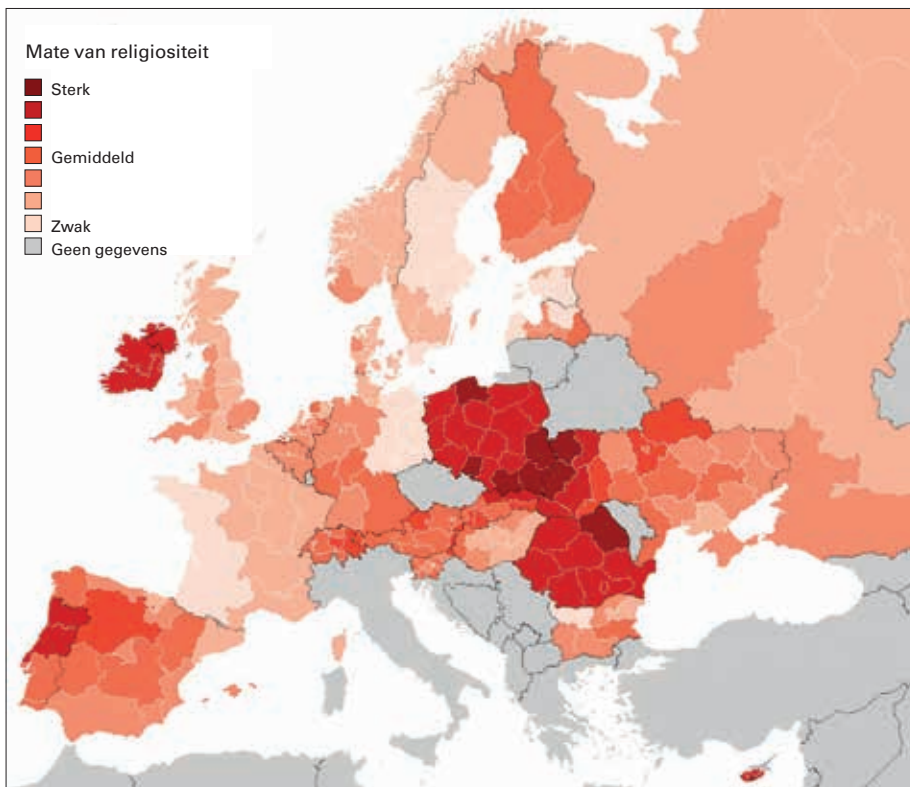 Mate van religiositeit
Sterk
Gemiddeld
Zwak
Geen gegevens